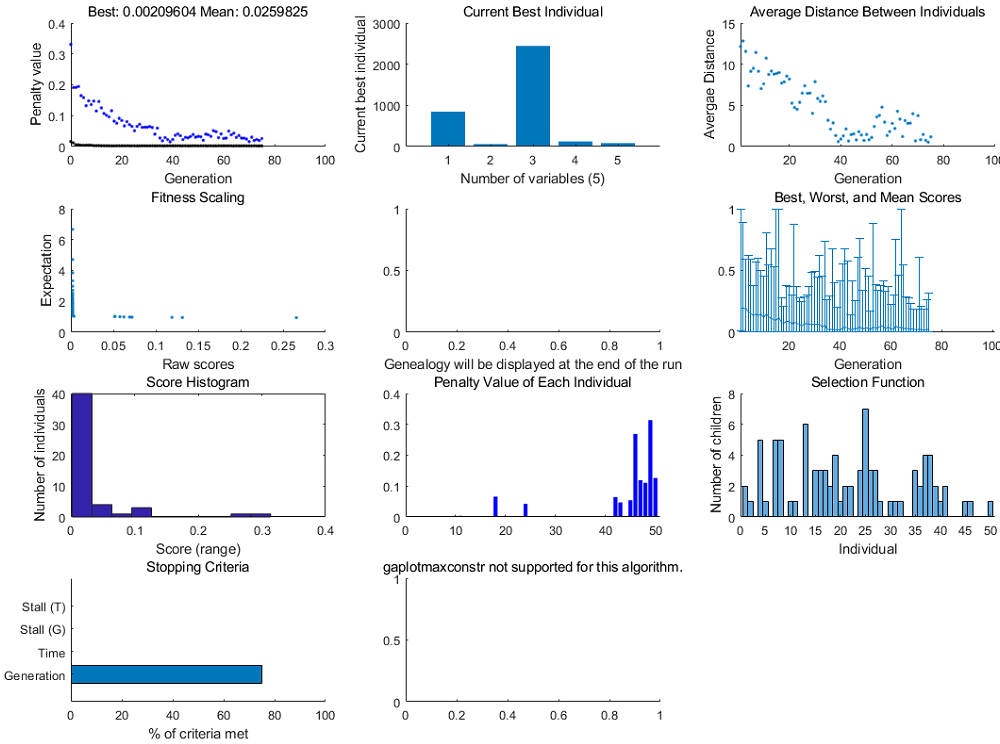 Best: 0.00209604 Mean: 0.0259825
Penalty value
0.4
0.3
0.2
0.1
0
0 20 40 60 80 100
Generation
Current Best Individual
Current best individual
3000
2000
1000
0
1 2 3 4 5
Number of variables (5)
Average Distance Between Individuals
Avergae Distance
15
10
5
0
20 40 60 80 100
Generation
Fitness Scaling
Expectation
8
6
4
2
0
0 0.05 0.1 0.15 0.2 0.25 0.3
Raw scores
1
0.5
0
0 0.2 0.4 0.6 0.8 1
Genealogy will be displayed at the end of the run
Best, Worst, and Mean Scores
1
0.5
0
20 40 60 80 100
Generation
Score Histogram
Number of individuals
40
30
20
10
0
0 0.2 0.4
Score (range)
Penalty Value of Each Individual
0.4
0.3
0.2
0.1
0
0 10 20 30 40 50
Selection Function
Number of children
8
6
4
2
0
0 5 10 15 20 25 30 35 40 45 50
Individual
Stopping Criteria
Stall (T)
Stall (G)
Time
Generation
0 20 40 60 80 100
% of criteria met
gaplotmaxconstr not supported for this algorithm.
1
0.5
0
0 0.2 0.4 0.6 0.8 1